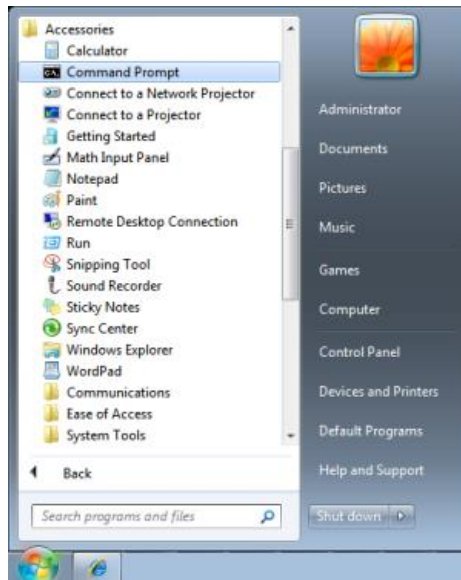 Accessories
Calculator
Command Prompt
Connect to a Network Projector
Connect to a Projector
Getting Started
Math Input Panel
Notepad
Paint
Remote Desktop Connection
Run
Snipping Tool
Sound Recorder
Sticky Notes
Sync Center
Windows Explorer
WordPad
Communications
Ease of Access
System Tools
Back
Search programs and files
Administrator
Documents
Pictures
Music
Games
Computer
Control Panel
Devices and Printers
Default Programs
Help and Support
Shut down